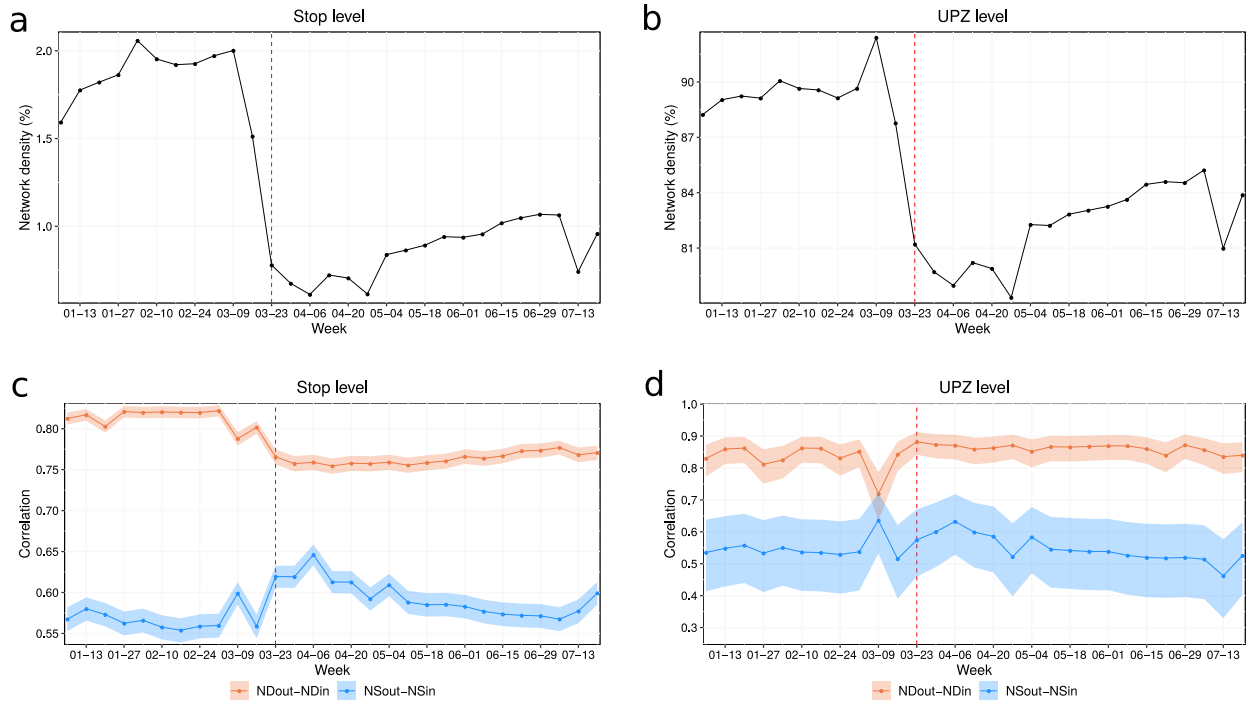 a
Stop level
Network density (%)
2.0
1.5
1.0
01−13 01−27 02−10 02−24 03−09 03−23 04−06 04−20 05−04 05−18 06−01 06−15 06−29 07−13
Week
b
UPZ level
Network density (%)
90
87
84
81
01−13 01−27 02−10 02−24 03−09 03−23 04−06 04−20 05−04 05−18 06−01 06−15 06−29 07−13
Week
c
Stop level
Correlation
0.80
0.75
0.70
0.65
0.60
0.55
01−13 01−27 02−10 02−24 03−09 03−23 04−06 04−20 05−04 05−18 06−01 06−15 06−29 07−13
Week
NDout−NDin NSout−NSin
d
UPZ level
Correlation
1.0
0.9
0.8
0.7
0.6
0.5
0.4
0.3
01−13 01−27 02−10 02−24 03−09 03−23 04−06 04−20 05−04 05−18 06−01 06−15 06−29 07−13
Week
NDout−NDin NSout−NSin